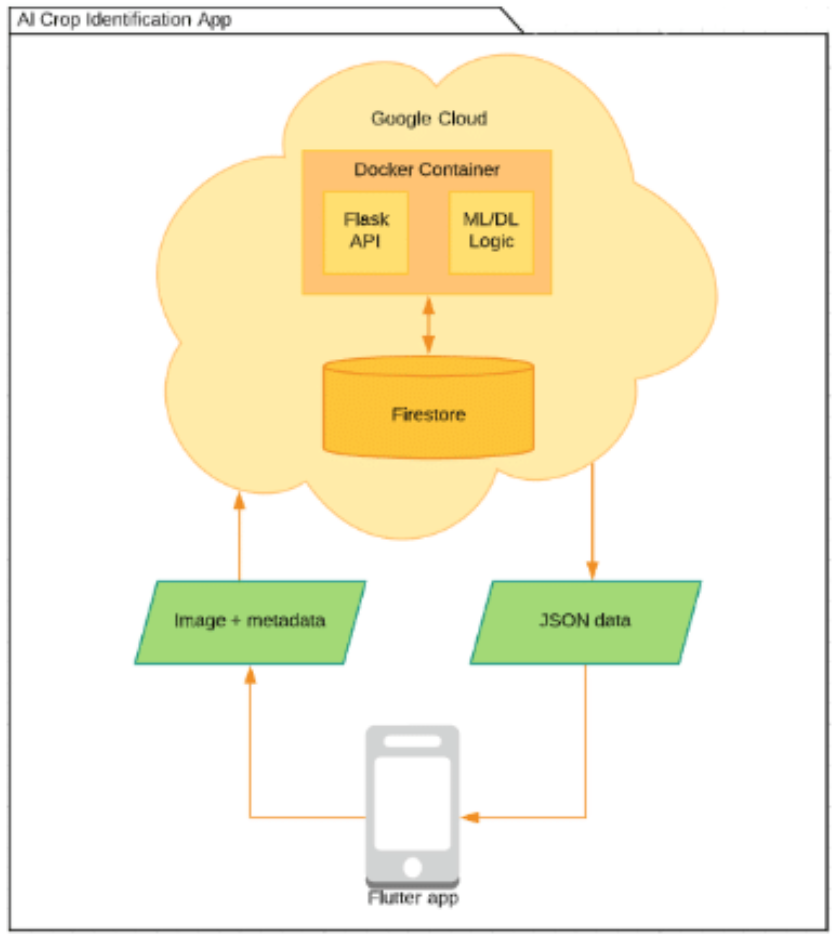 AI Crop Identification App
Google Cloud
Docker Container
Flask
API
ML/DL
Logic
Firestore
Image + metadata
JSON data
Flutter app